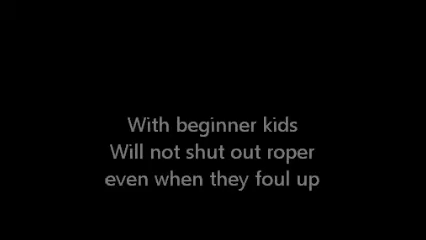 With beginner kids
Will not shut out roper
even when they foul up